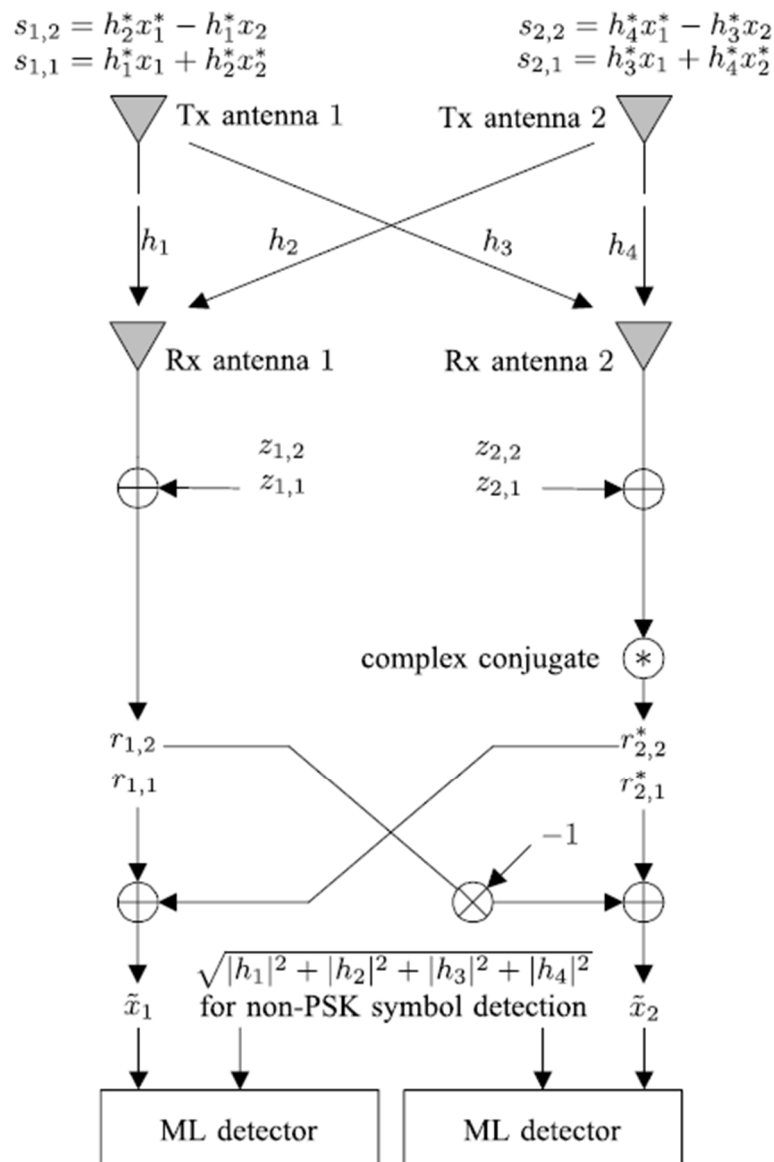 s_{1,2} = h_2^* x_1^* − h_1^* x_2
s_{1,1} = h_1^* x_1 + h_2^* x_2^*
s_{2,2} = h_4^* x_1^* − h_3^* x_2
s_{2,1} = h_3^* x_1 + h_4^* x_2^*
Tx antenna 1
Tx antenna 2
h_1
h_2
h_3
h_4
Rx antenna 1
Rx antenna 2
z_{1,2}
z_{1,1}
z_{2,2}
z_{2,1}
complex conjugate
*
r_{1,2}
r_{1,1}
r_{2,2}^*
r_{2,1}^*
−1
√|h_1|^2 + |h_2|^2 + |h_3|^2 + |h_4|^2
x̃_1
for non-PSK symbol detection
x̃_2
ML detector
ML detector